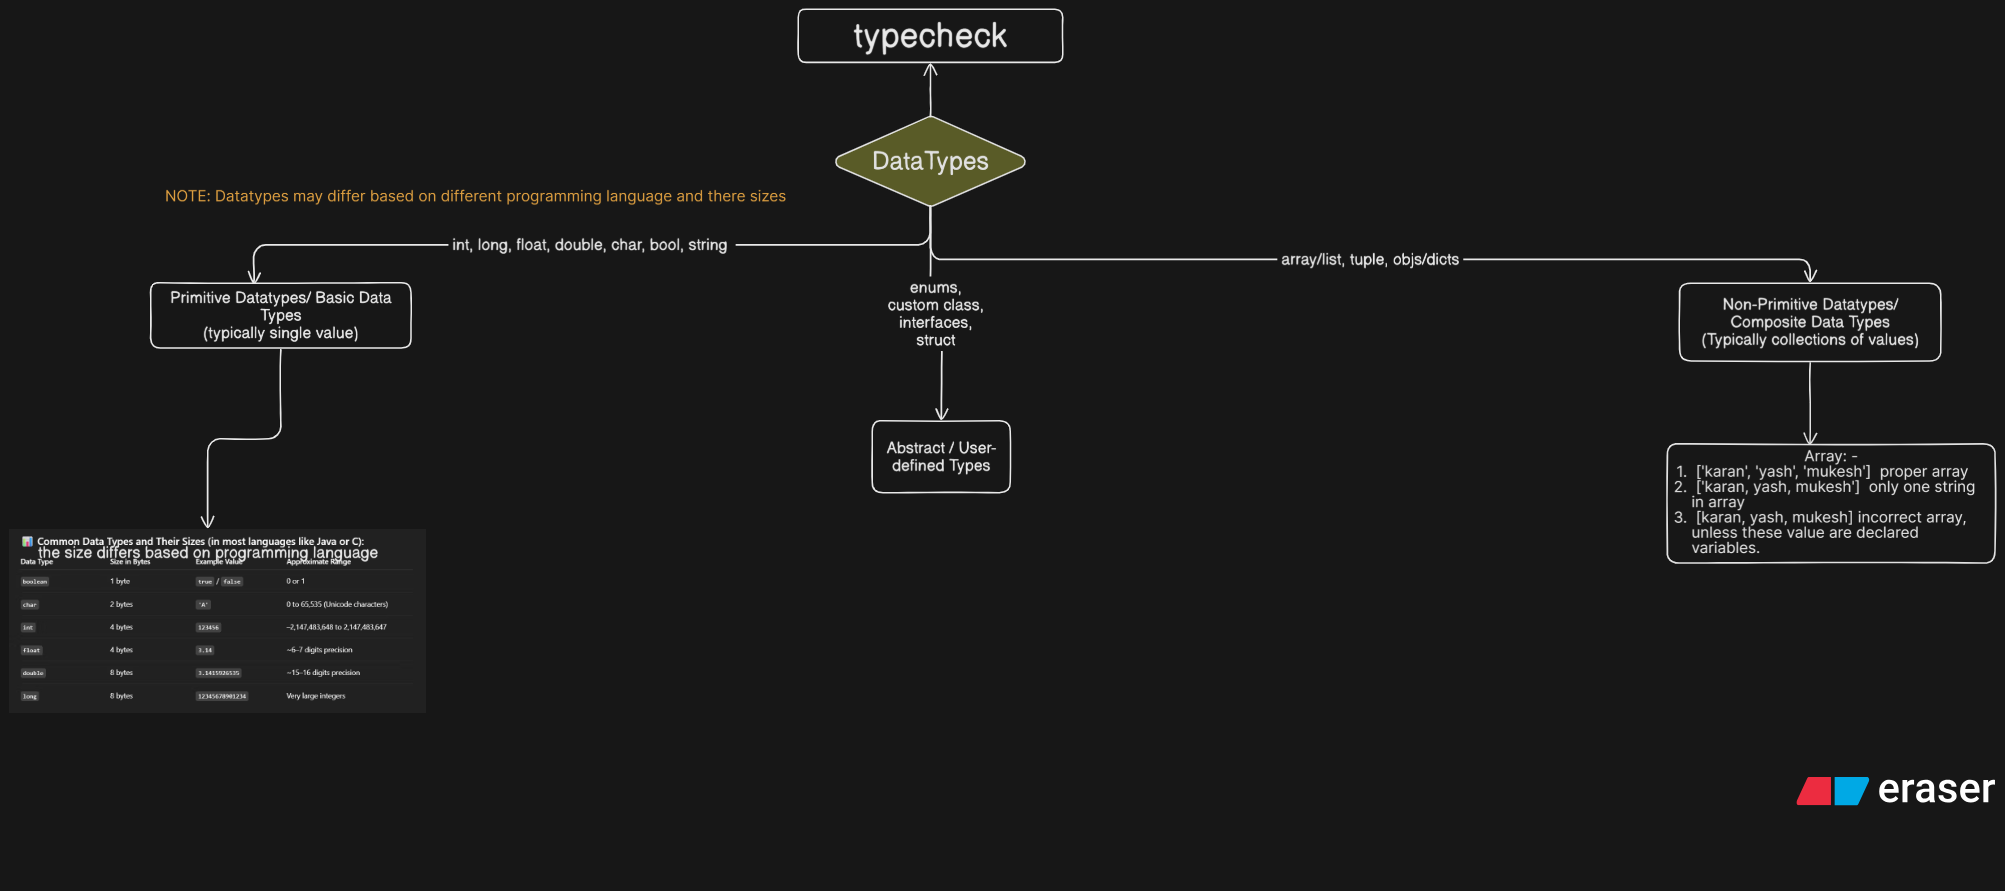 typecheck
DataTypes
NOTE: Datatypes may differ based on different programming language and there sizes
int, long, float, double, char, bool, string
array/list, tuple, objs/dicts
enums,
custom class,
interfaces,
struct
Primitive Datatypes/ Basic Data
Types
(typically single value)
Non-Primitive Datatypes/
Composite Data Types
(Typically collections of values)
Abstract / User-
defined Types
Array: -
1. ['karan', 'yash', 'mukesh'] proper array
2. ['karan, yash, mukesh'] only one string
in array
3. [karan, yash, mukesh] incorrect array,
unless these value are declared
variables.
Common Data Types and Their Sizes (in most languages like Java or C):
the size differs based on programming language
Data Type Size in Bytes Example Value Approximate Range
boolean 1 byte true / false 0 or 1
char 2 bytes 'A' 0 to 65,535 (Unicode characters)
int 4 bytes 123456 −2,147,483,648 to 2,147,483,647
float 4 bytes 3.14 ~6–7 digits precision
double 8 bytes 3.1415926535 ~15–16 digits precision
long 8 bytes 12345678901234 Very large integers
eraser